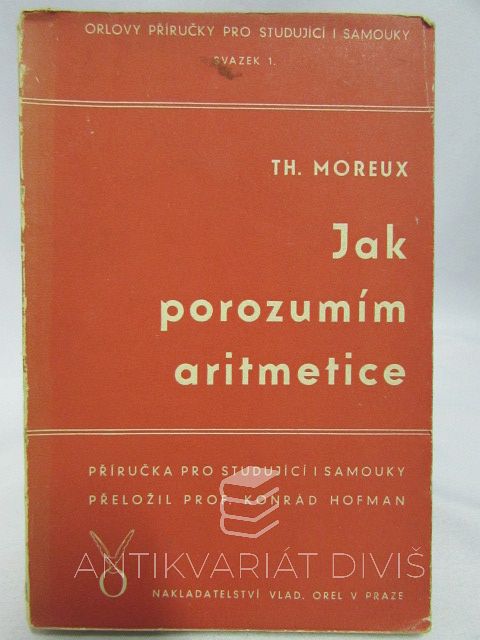 ORLOVY PŘÍRUČKY PRO STUDUJÍCÍ I SAMOUKY
SVAZEK 1.
TH. MOREUX
Jak
porozumím
aritmetice
PŘÍRUČKA PRO STUDUJÍCÍ I SAMOUKY
PŘELOŽIL PROF. KONRÁD HOFMAN
ANTIKVARIÁT DIVIŠ
NAKLADATELSTVÍ VLAD. OREL V PRAZE